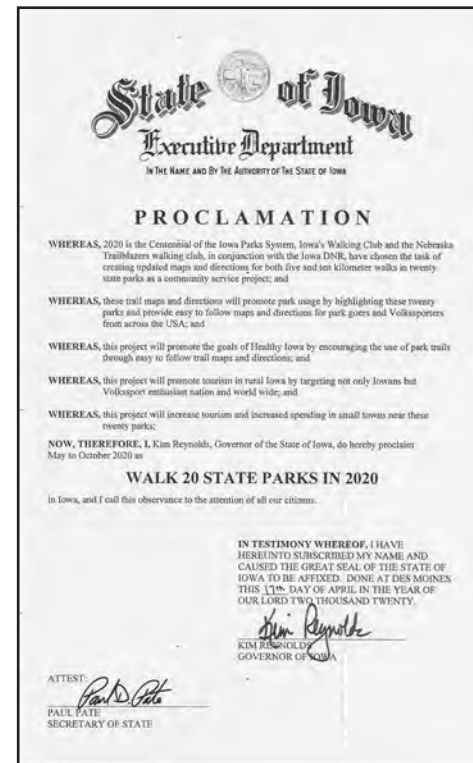 State of Iowa
Executive Department
IN THE NAME AND BY THE AUTHORITY OF THE STATE OF IOWA
PROCLAMATION
WHEREAS, 2020 is the Centennial of the Iowa Parks System, Iowa's Walking Club and the Nebraska
Trailblazers walking club, in conjunction with the Iowa DNR, have chosen the task of
creating updated maps and directions for both five and ten kilometer walks in twenty
state parks as a community service project; and
WHEREAS, these trail maps and directions will promote park usage by highlighting these twenty
parks and provide easy to follow maps and directions for park goers and Volkssporters
from across the USA; and
WHEREAS, this project will promote the goals of Healthy Iowa by encouraging the use of park trails
through easy to follow trail maps and directions; and
WHEREAS, this project will promote tourism in rural Iowa by targeting not only Iowans but
Volkssport enthusiast nation and world wide; and
WHEREAS, this project will increase tourism and increased spending in small towns near these
twenty parks;
NOW, THEREFORE, I, Kim Reynolds, Governor of the State of Iowa, do hereby proclaim
May to October 2020 as
WALK 20 STATE PARKS IN 2020
in Iowa, and I call this observance to the attention of all our citizens.
IN TESTIMONY WHEREOF, I HAVE
HEREUNTO SUBSCRIBED MY NAME AND
CAUSED THE GREAT SEAL OF THE STATE OF
IOWA TO BE AFFIXED. DONE AT DES MOINES
THIS 17th DAY OF APRIL IN THE YEAR OF
OUR LORD TWO THOUSAND TWENTY.
Kim Reynolds
KIM REYNOLDS
GOVERNOR OF IOWA
ATTEST:
Paul D. Pate
PAUL PATE
SECRETARY OF STATE